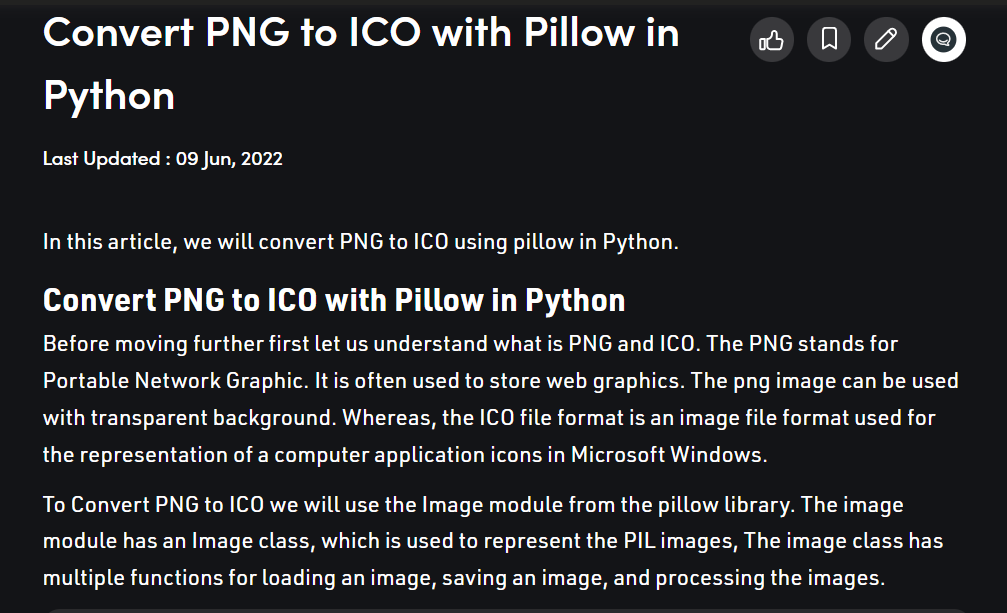 Convert PNG to ICO with Pillow in
Python
Last Updated : 09 Jun, 2022
In this article, we will convert PNG to ICO using pillow in Python.
Convert PNG to ICO with Pillow in Python
Before moving further first let us understand what is PNG and ICO. The PNG stands for
Portable Network Graphic. It is often used to store web graphics. The png image can be used
with transparent background. Whereas, the ICO file format is an image file format used for
the representation of a computer application icons in Microsoft Windows.
To Convert PNG to ICO we will use the Image module from the pillow library. The image
module has an Image class, which is used to represent the PIL images, The image class has
multiple functions for loading an image, saving an image, and processing the images.